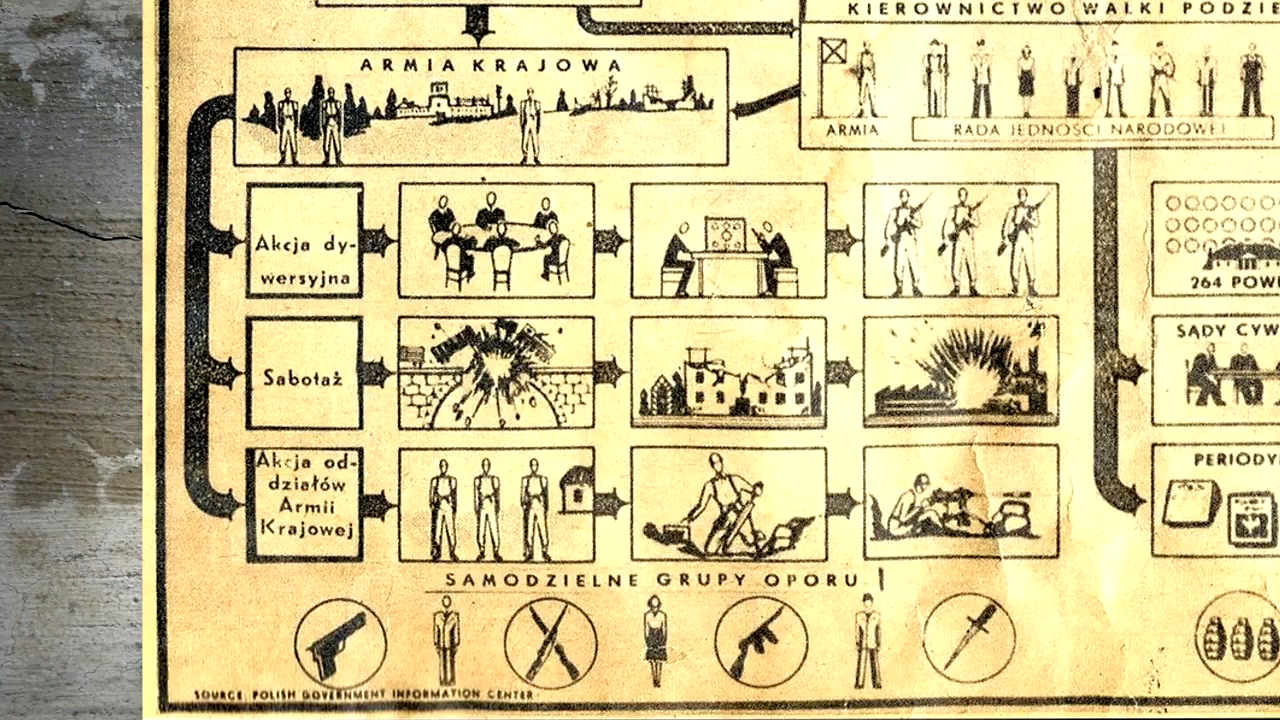 KIEROWNICTWO WALKI PODZIE
ARMIA KRAJOWA
ARMIA
RADA JEDNOŚCI NARODOWEJ
Akcja dy-
wersyjna
264 POWI
SĄDY CYW
Sabotaż
PERIODY
Akcja od-
działów
Armii
Krajowej
SAMODZIELNE GRUPY OPORU
SOURCE: POLISH GOVERNMENT INFORMATION CENTER